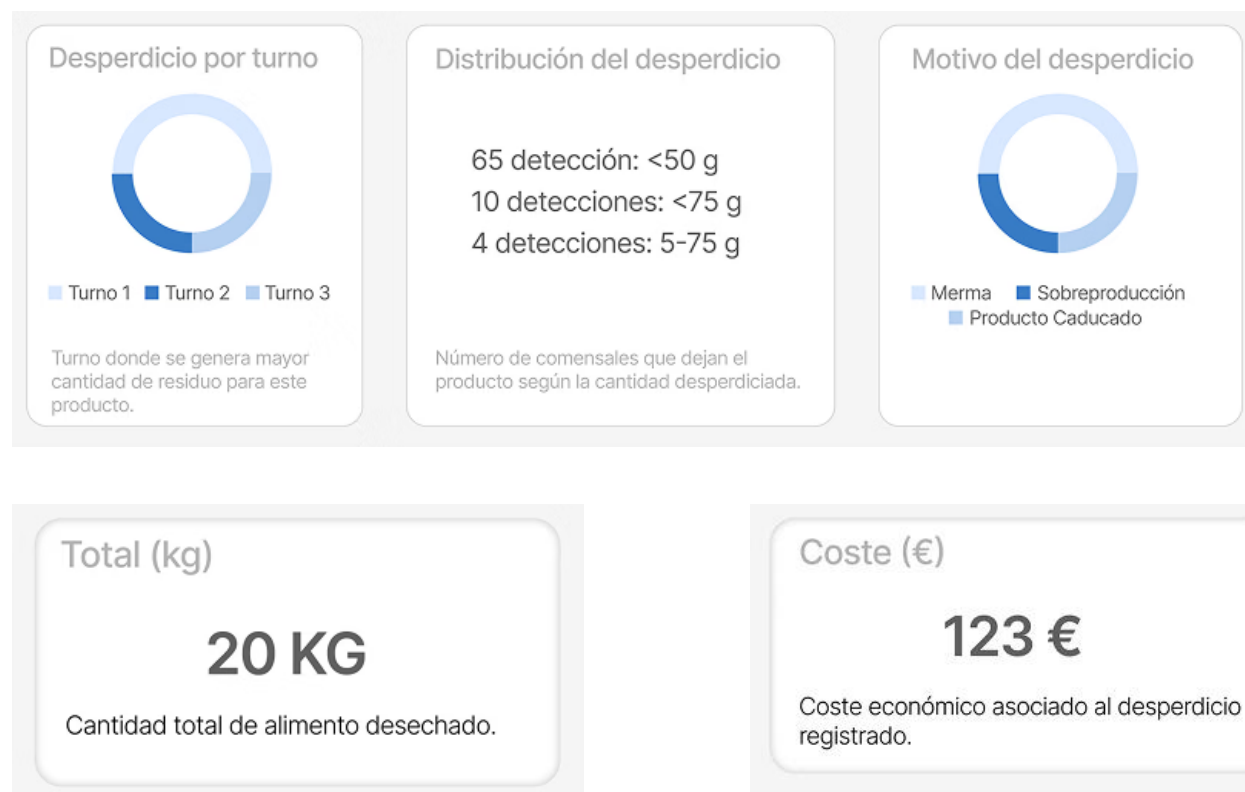 Desperdicio por turno
Turno 1 Turno 2 Turno 3
Turno donde se genera mayor
cantidad de residuo para este
producto.
Distribución del desperdicio
65 detección: <50 g
10 detecciones: <75 g
4 detecciones: 5-75 g
Número de comensales que dejan el
producto según la cantidad desperdiciada.
Motivo del desperdicio
Merma Sobreproducción
Producto Caducado
Total (kg)
20 KG
Cantidad total de alimento desechado.
Coste (€)
123 €
Coste económico asociado al desperdicio
registrado.